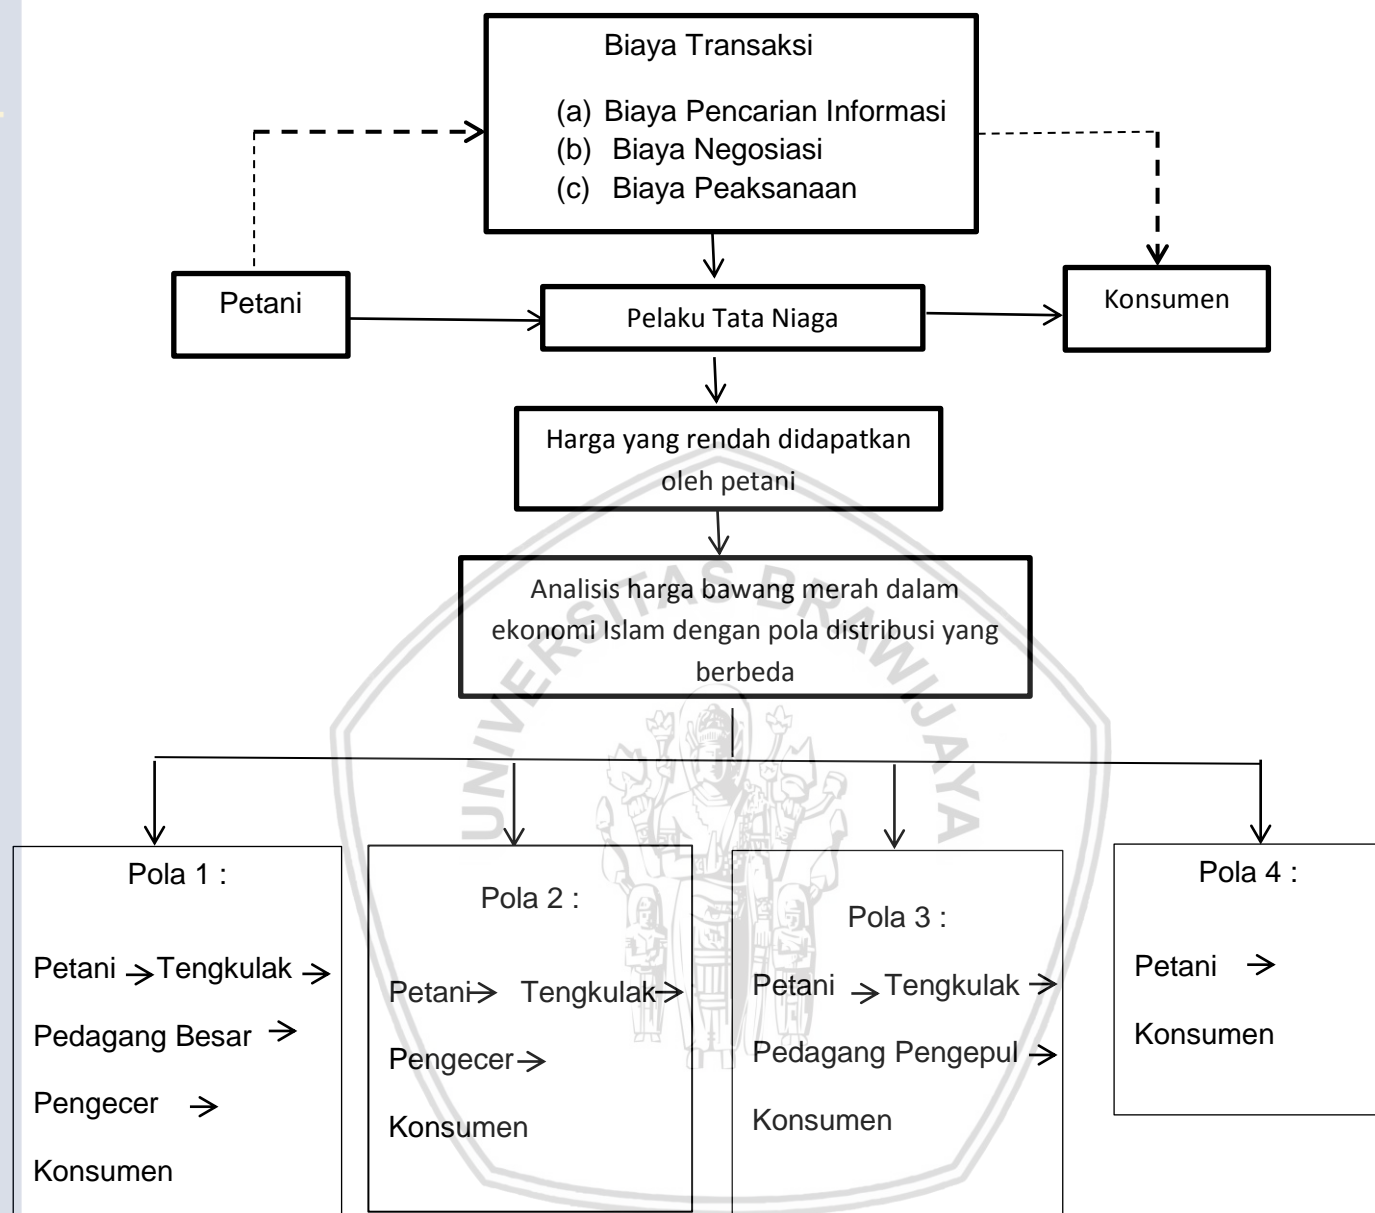 Biaya Transaksi
(a) Biaya Pencarian Informasi
(b) Biaya Negosiasi
(c) Biaya Peaksanaan
Petani
Pelaku Tata Niaga
Konsumen
Harga yang rendah didapatkan
oleh petani
Analisis harga bawang merah dalam
ekonomi Islam dengan pola distribusi yang
berbeda
UNIVERSITAS BRAWIJAYA
Pola 1 :
Petani → Tengkulak →
Pedagang Besar →
Pengecer →
Konsumen
Pola 2 :
Petani → Tengkulak →
Pengecer →
Konsumen
Pola 3 :
Petani → Tengkulak →
Pedagang Pengepul →
Konsumen
Pola 4 :
Petani →
Konsumen